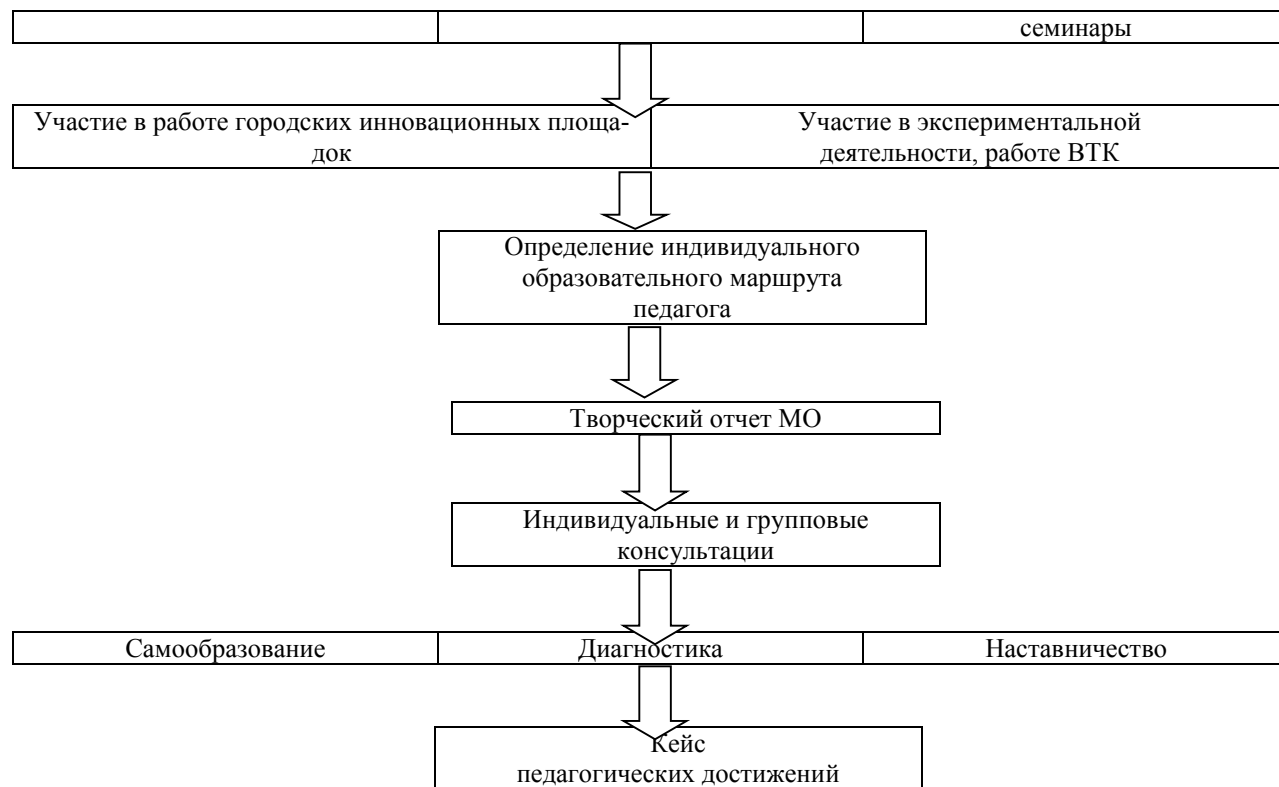 семинары
Участие в работе городских инновационных площа-
док
Участие в экспериментальной
деятельности, работе ВТК
Определение индивидуального
образовательного маршрута
педагога
Творческий отчет МО
Индивидуальные и групповые
консультации
Самообразование
Диагностика
Наставничество
Кейс
педагогических достижений